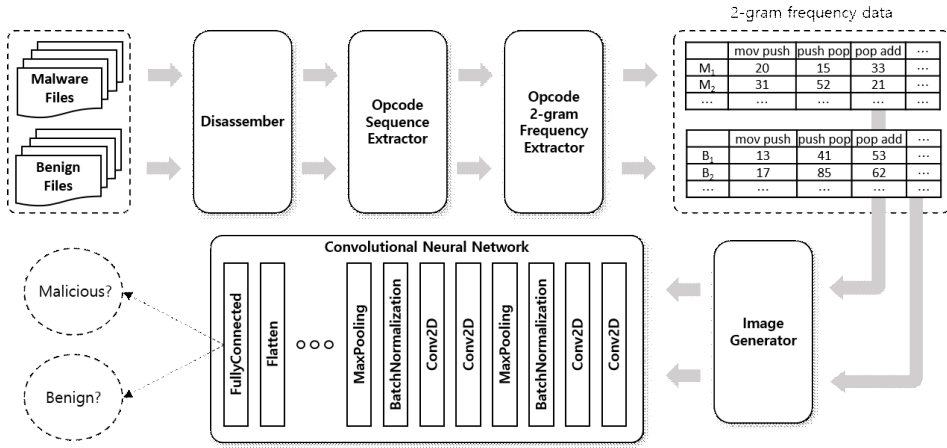 2-gram frequency data
Malware
Files
Benign
Files
Disassember
Opcode
Sequence
Extractor
Opcode
2-gram
Frequency
Extractor
mov push push pop pop add ...
M1 20 15 33 ...
M2 31 52 21 ...
... ... ... ...
mov push push pop pop add ...
B1 13 41 53 ...
B2 17 85 62 ...
... ... ... ... ...
Convolutional Neural Network
Malicious?
Benign?
FullyConnected
Flatten
MaxPooling
BatchNormalization
Conv2D
Conv2D
MaxPooling
BatchNormalization
Conv2D
Conv2D
Image
Generator